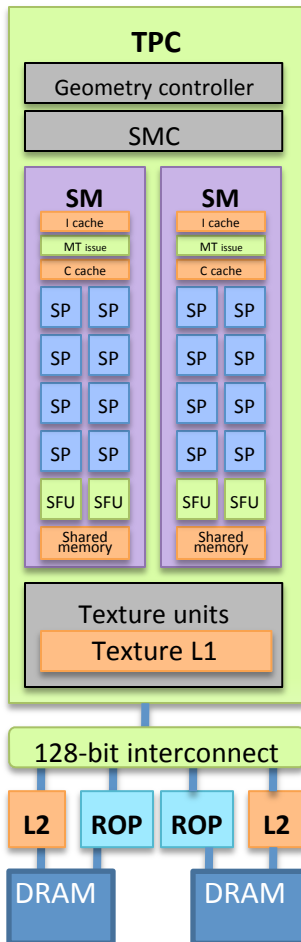 TPC
Geometry controller
SMC
SM SM
I cache I cache
MT issue MT issue
C cache C cache
SP SP SP SP
SP SP SP SP
SP SP SP SP
SP SP SP SP
SFU SFU SFU SFU
Shared Shared
memory memory
Texture units
Texture L1
128-bit interconnect
L2 ROP ROP L2
DRAM DRAM